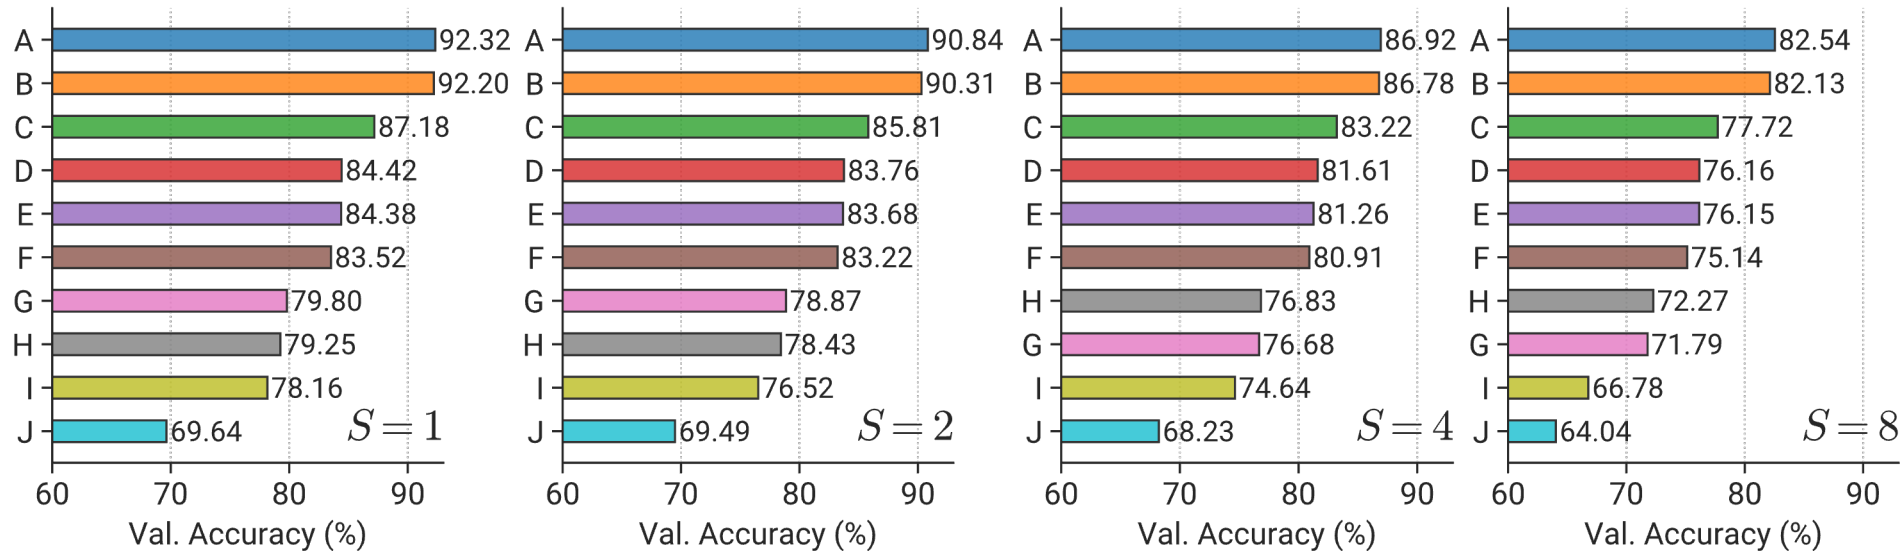 A 92.32
B 92.20
C 87.18
D 84.42
E 84.38
F 83.52
G 79.80
H 79.25
I 78.16
J 69.64
S = 1
60 70 80 90
Val. Accuracy (%)
A 90.84
B 90.31
C 85.81
D 83.76
E 83.68
F 83.22
G 78.87
H 78.43
I 76.52
J 69.49
S = 2
60 70 80 90
Val. Accuracy (%)
A 86.92
B 86.78
C 83.22
D 81.61
E 81.26
F 80.91
H 76.83
G 76.68
I 74.64
J 68.23
S = 4
60 70 80 90
Val. Accuracy (%)
A 82.54
B 82.13
C 77.72
D 76.16
E 76.15
F 75.14
H 72.27
G 71.79
I 66.78
J 64.04
S = 8
60 70 80 90
Val. Accuracy (%)